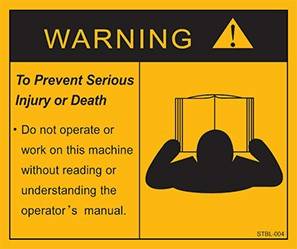 WARNING
To Prevent Serious
Injury or Death
• Do not operate or
work on this machine
without reading or
understanding the
operator's manual.
STBL-004